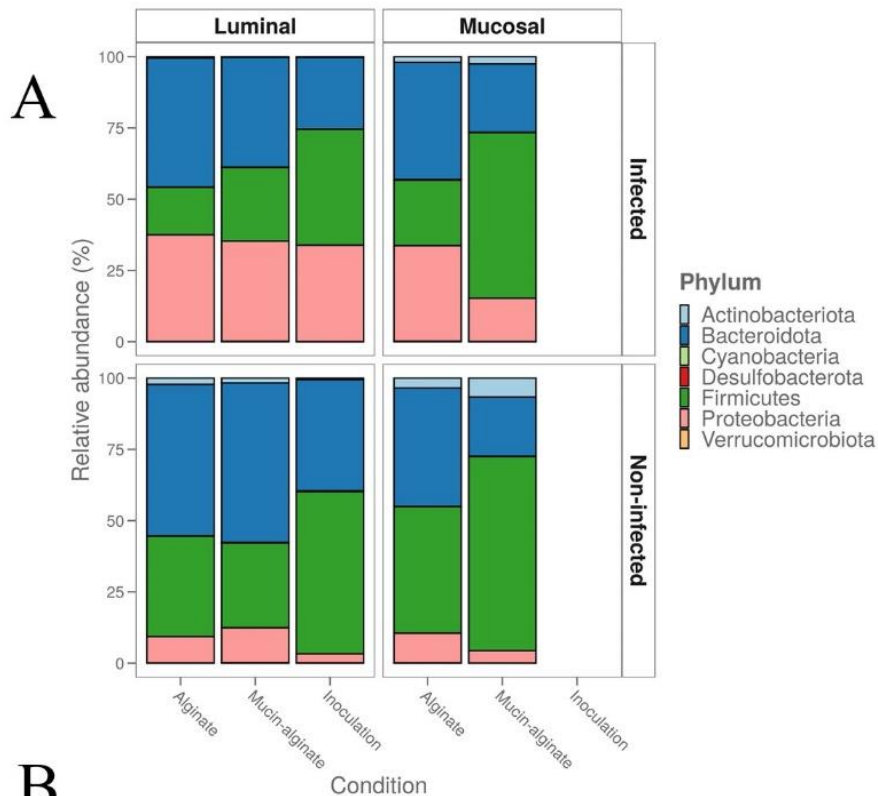 A
Luminal
Mucosal
100
75
50
25
0
Infected
100
75
50
25
0
Non-infected
Relative abundance (%)
Alginate
Mucin-alginate
Inoculation
Alginate
Mucin-alginate
Inoculation
Condition
Phylum
Actinobacteriota
Bacteroidota
Cyanobacteria
Desulfobacterota
Firmicutes
Proteobacteria
Verrucomicrobiota
B